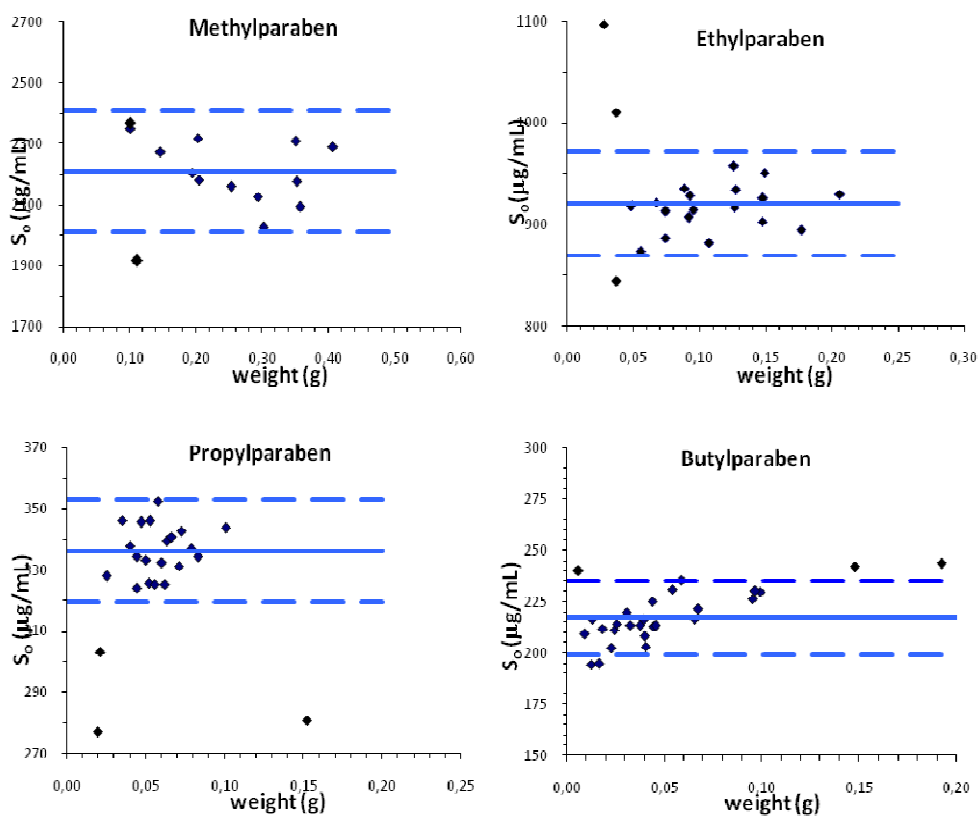 Methylparaben
2700
2500
2300
2100
1900
1700
So (µg/mL)
0,00 0,10 0,20 0,30 0,40 0,50 0,60
weight (g)
Ethylparaben
1100
1000
900
800
So (µg/mL)
0,00 0,05 0,10 0,15 0,20 0,25 0,30
weight (g)
Propylparaben
370
350
330
310
290
270
So (µg/mL)
0,00 0,05 0,10 0,15 0,20 0,25
weight (g)
Butylparaben
300
275
250
225
200
175
150
So (µg/mL)
0,00 0,05 0,10 0,15 0,20
weight (g)